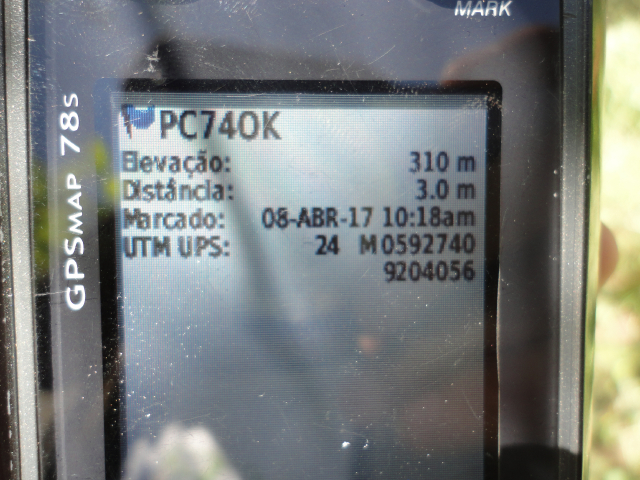 MARK
GPSMAP 78s
PC74OK
Elevação: 310 m
Distância: 3.0 m
Marcado: 08-ABR-17 10:18am
UTM UPS: 24 M 0592740
9204056